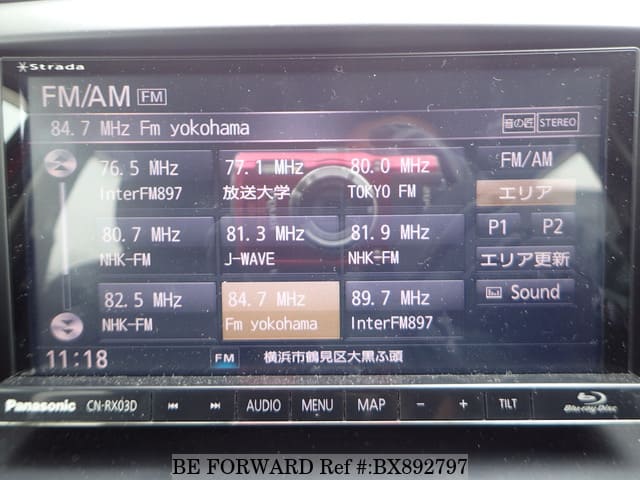 Strada
FM/AM FM
84.7 MHz Fm yokohama
音の匠 STEREO
76.5 MHz 77.1 MHz 80.0 MHz FM/AM
InterFM897 放送大学 TOKYO FM エリア
80.7 MHz 81.3 MHz 81.9 MHz P1 P2
NHK-FM J-WAVE NHK-FM エリア更新
82.5 MHz 84.7 MHz 89.7 MHz Sound
NHK-FM Fm yokohama InterFM897
11:18 FM 横浜市鶴見区大黒ふ頭
Panasonic CN-RX03D AUDIO MENU MAP − + TILT Blu-ray Disc
BE FORWARD Ref #:BX892797